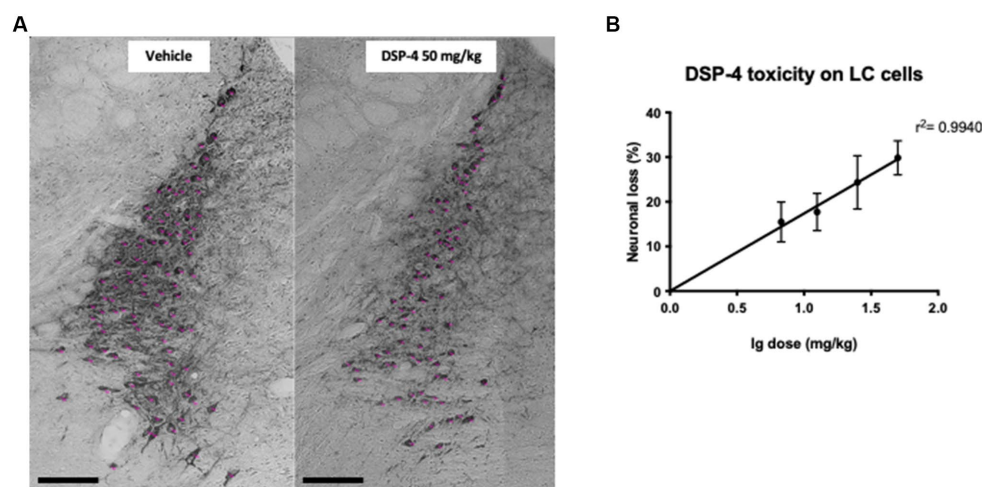 A
Vehicle
DSP-4 50 mg/kg
B
DSP-4 toxicity on LC cells
r²= 0.9940
Neuronal loss (%)
40
30
20
10
0
0.0 0.5 1.0 1.5 2.0
lg dose (mg/kg)